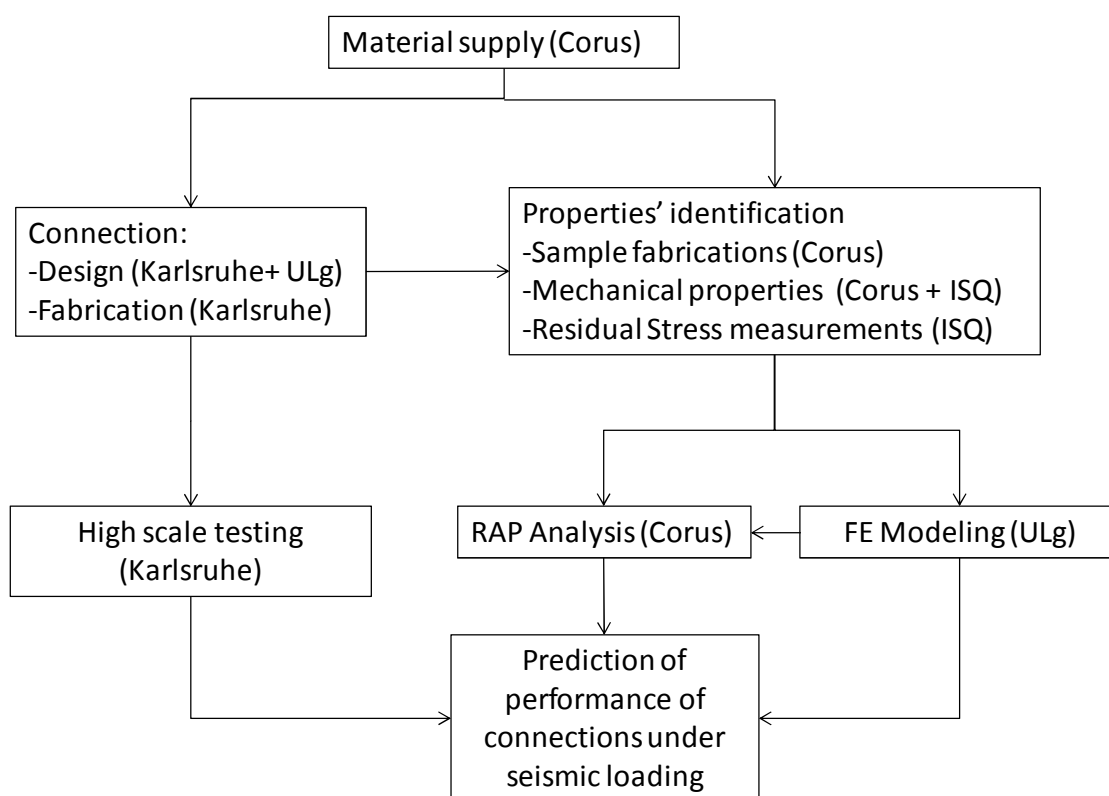 Material supply (Corus)
Connection:
-Design (Karlsruhe+ ULg)
-Fabrication (Karlsruhe)
Properties’ identification
-Sample fabrications (Corus)
-Mechanical properties (Corus + ISQ)
-Residual Stress measurements (ISQ)
High scale testing
(Karlsruhe)
RAP Analysis (Corus)
FE Modeling (ULg)
Prediction of
performance of
connections under
seismic loading